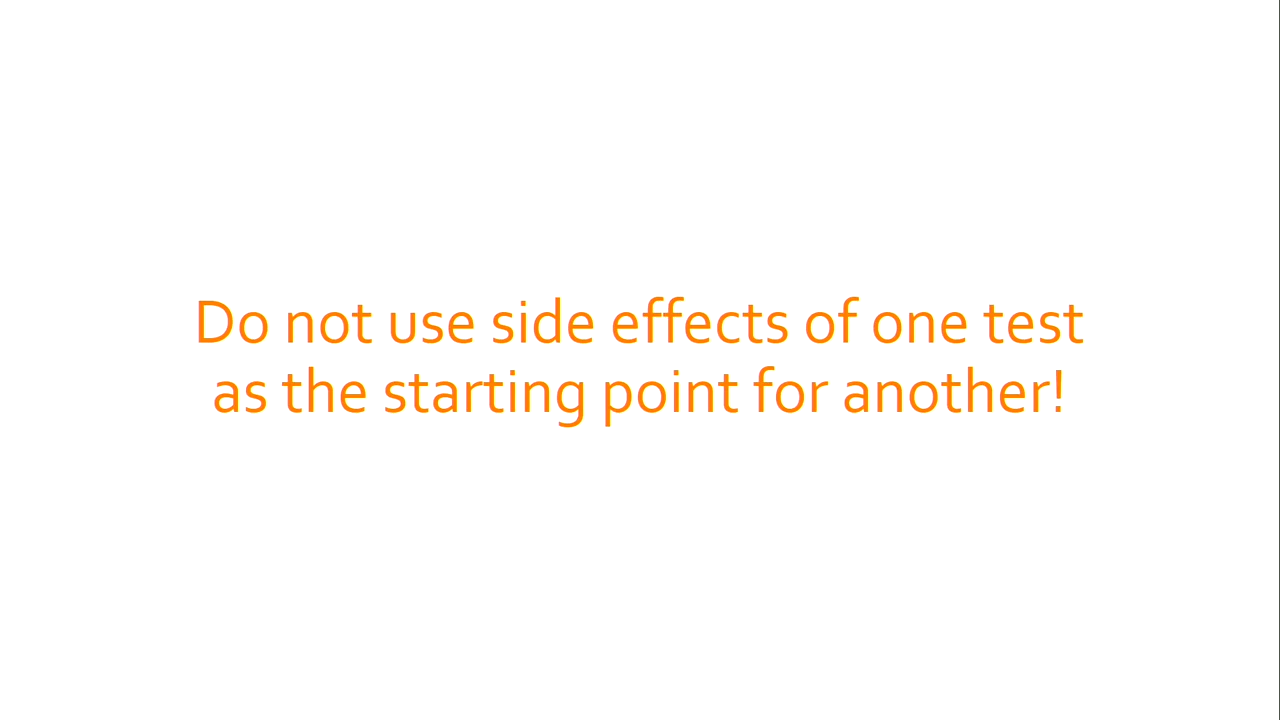 Do not use side effects of one test
as the starting point for another!